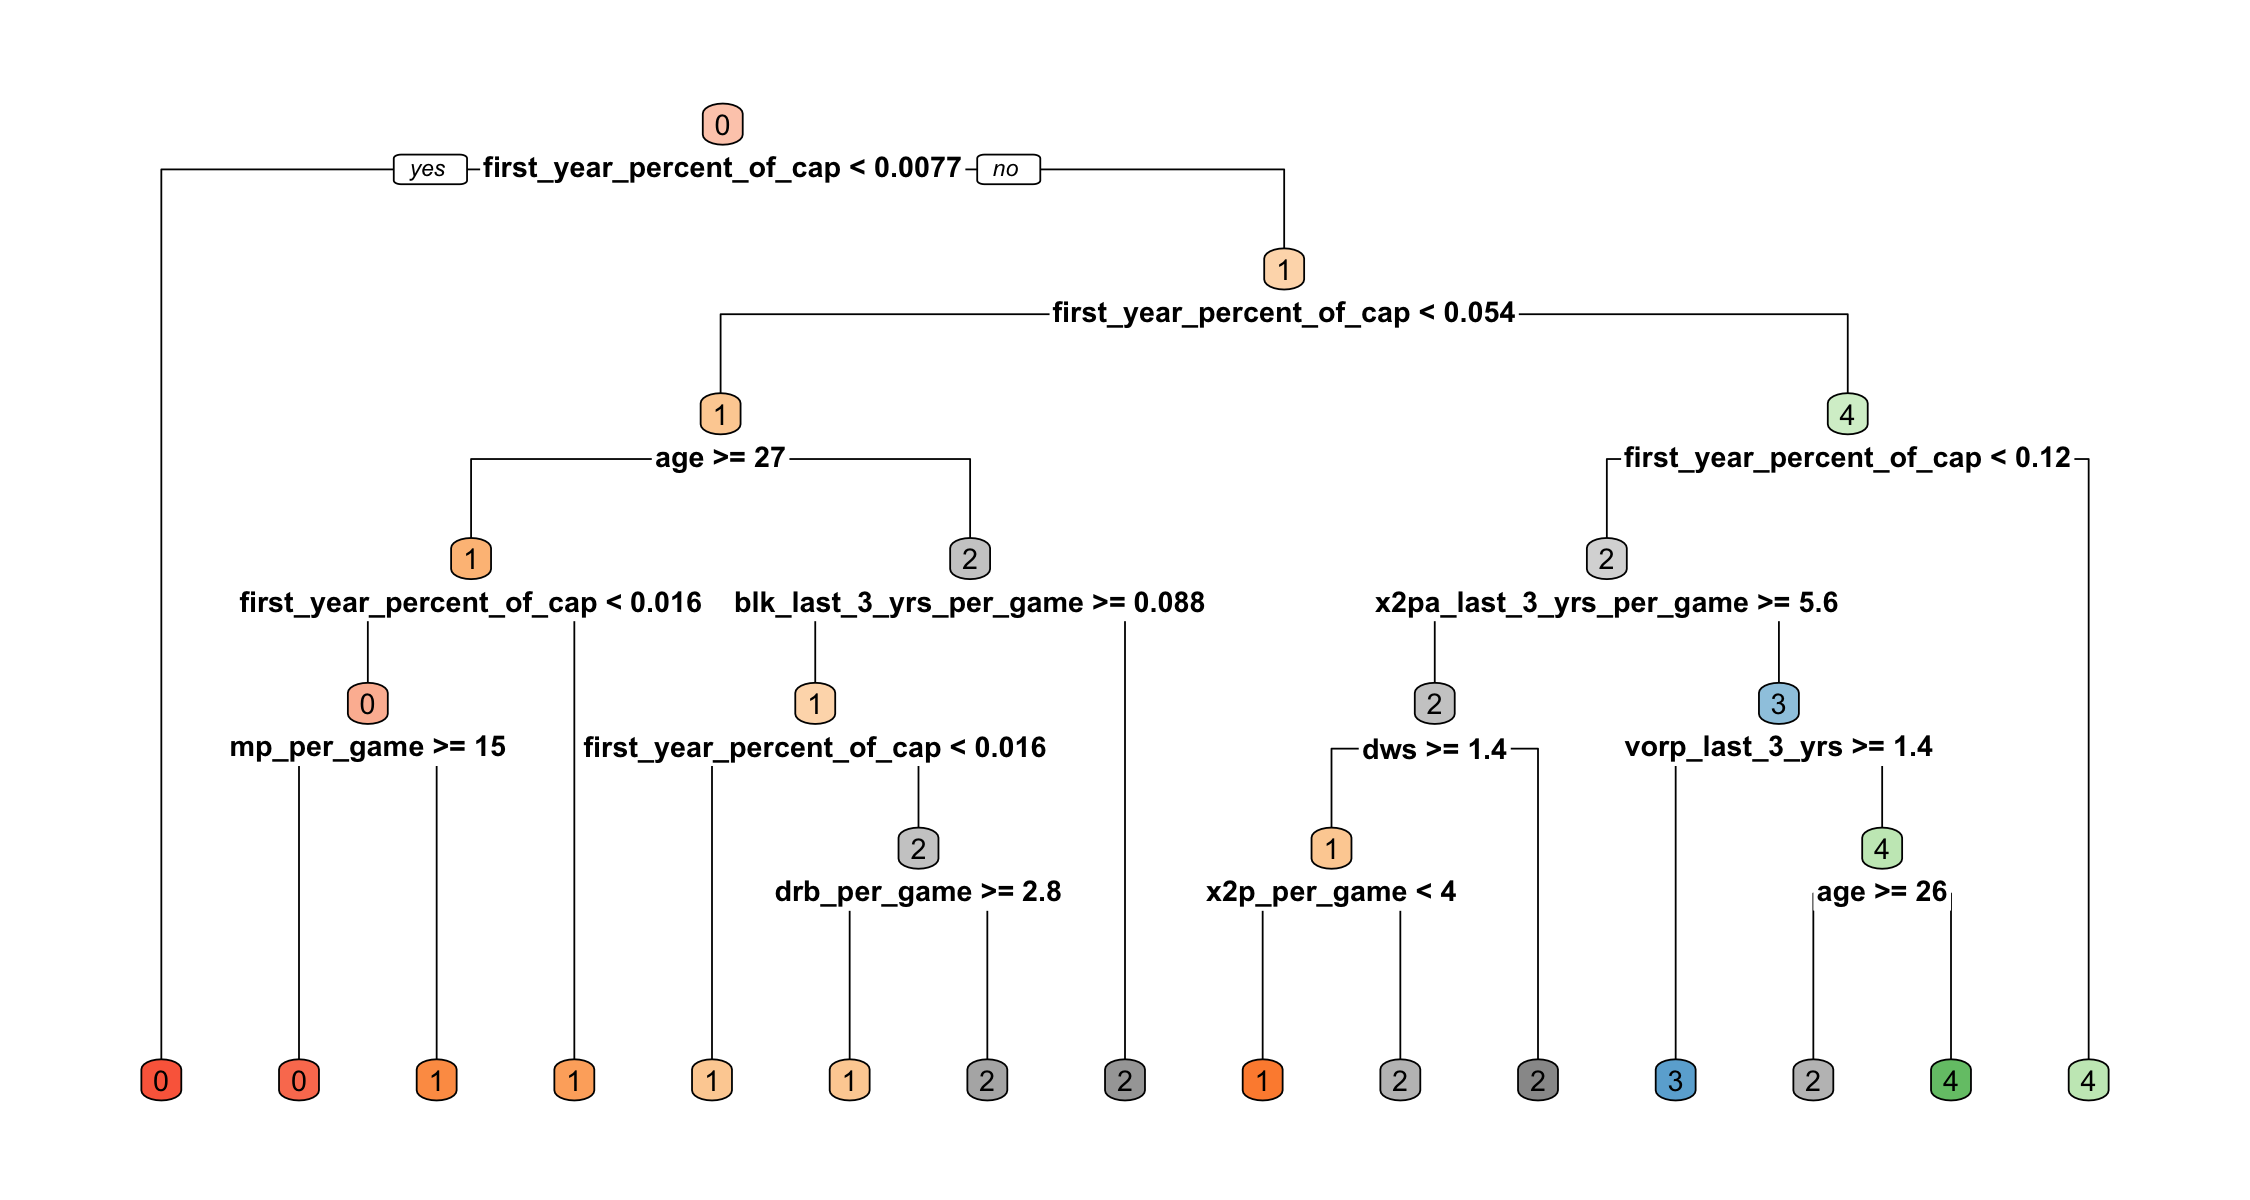 0
yes first_year_percent_of_cap < 0.0077 no
1
first_year_percent_of_cap < 0.054
1 4
age >= 27 first_year_percent_of_cap < 0.12
1 2 2
first_year_percent_of_cap < 0.016 blk_last_3_yrs_per_game >= 0.088 x2pa_last_3_yrs_per_game >= 5.6
0 1 2 3
mp_per_game >= 15 first_year_percent_of_cap < 0.016 dws >= 1.4 vorp_last_3_yrs >= 1.4
2 1 4
drb_per_game >= 2.8 x2p_per_game < 4 age >= 26
0 0 1 1 1 1 2 2 1 2 2 3 2 4 4